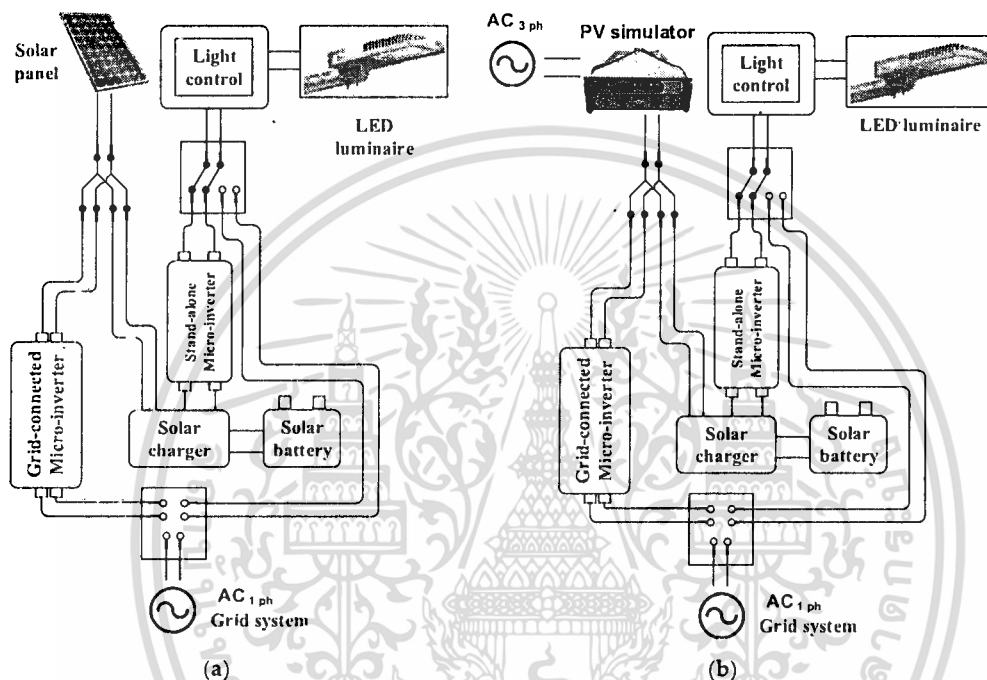 Solar
panel
Light
control
LED
luminaire
Stand-alone
Micro-inverter
Grid-connected
Micro-inverter
Solar
charger
Solar
battery
AC 1 ph
Grid system
(a)
AC 3 ph
PV simulator
Light
control
LED luminaire
Stand-alone
Micro-inverter
Grid-connected
Micro-inverter
Solar
charger
Solar
battery
AC 1 ph
Grid system
(b)